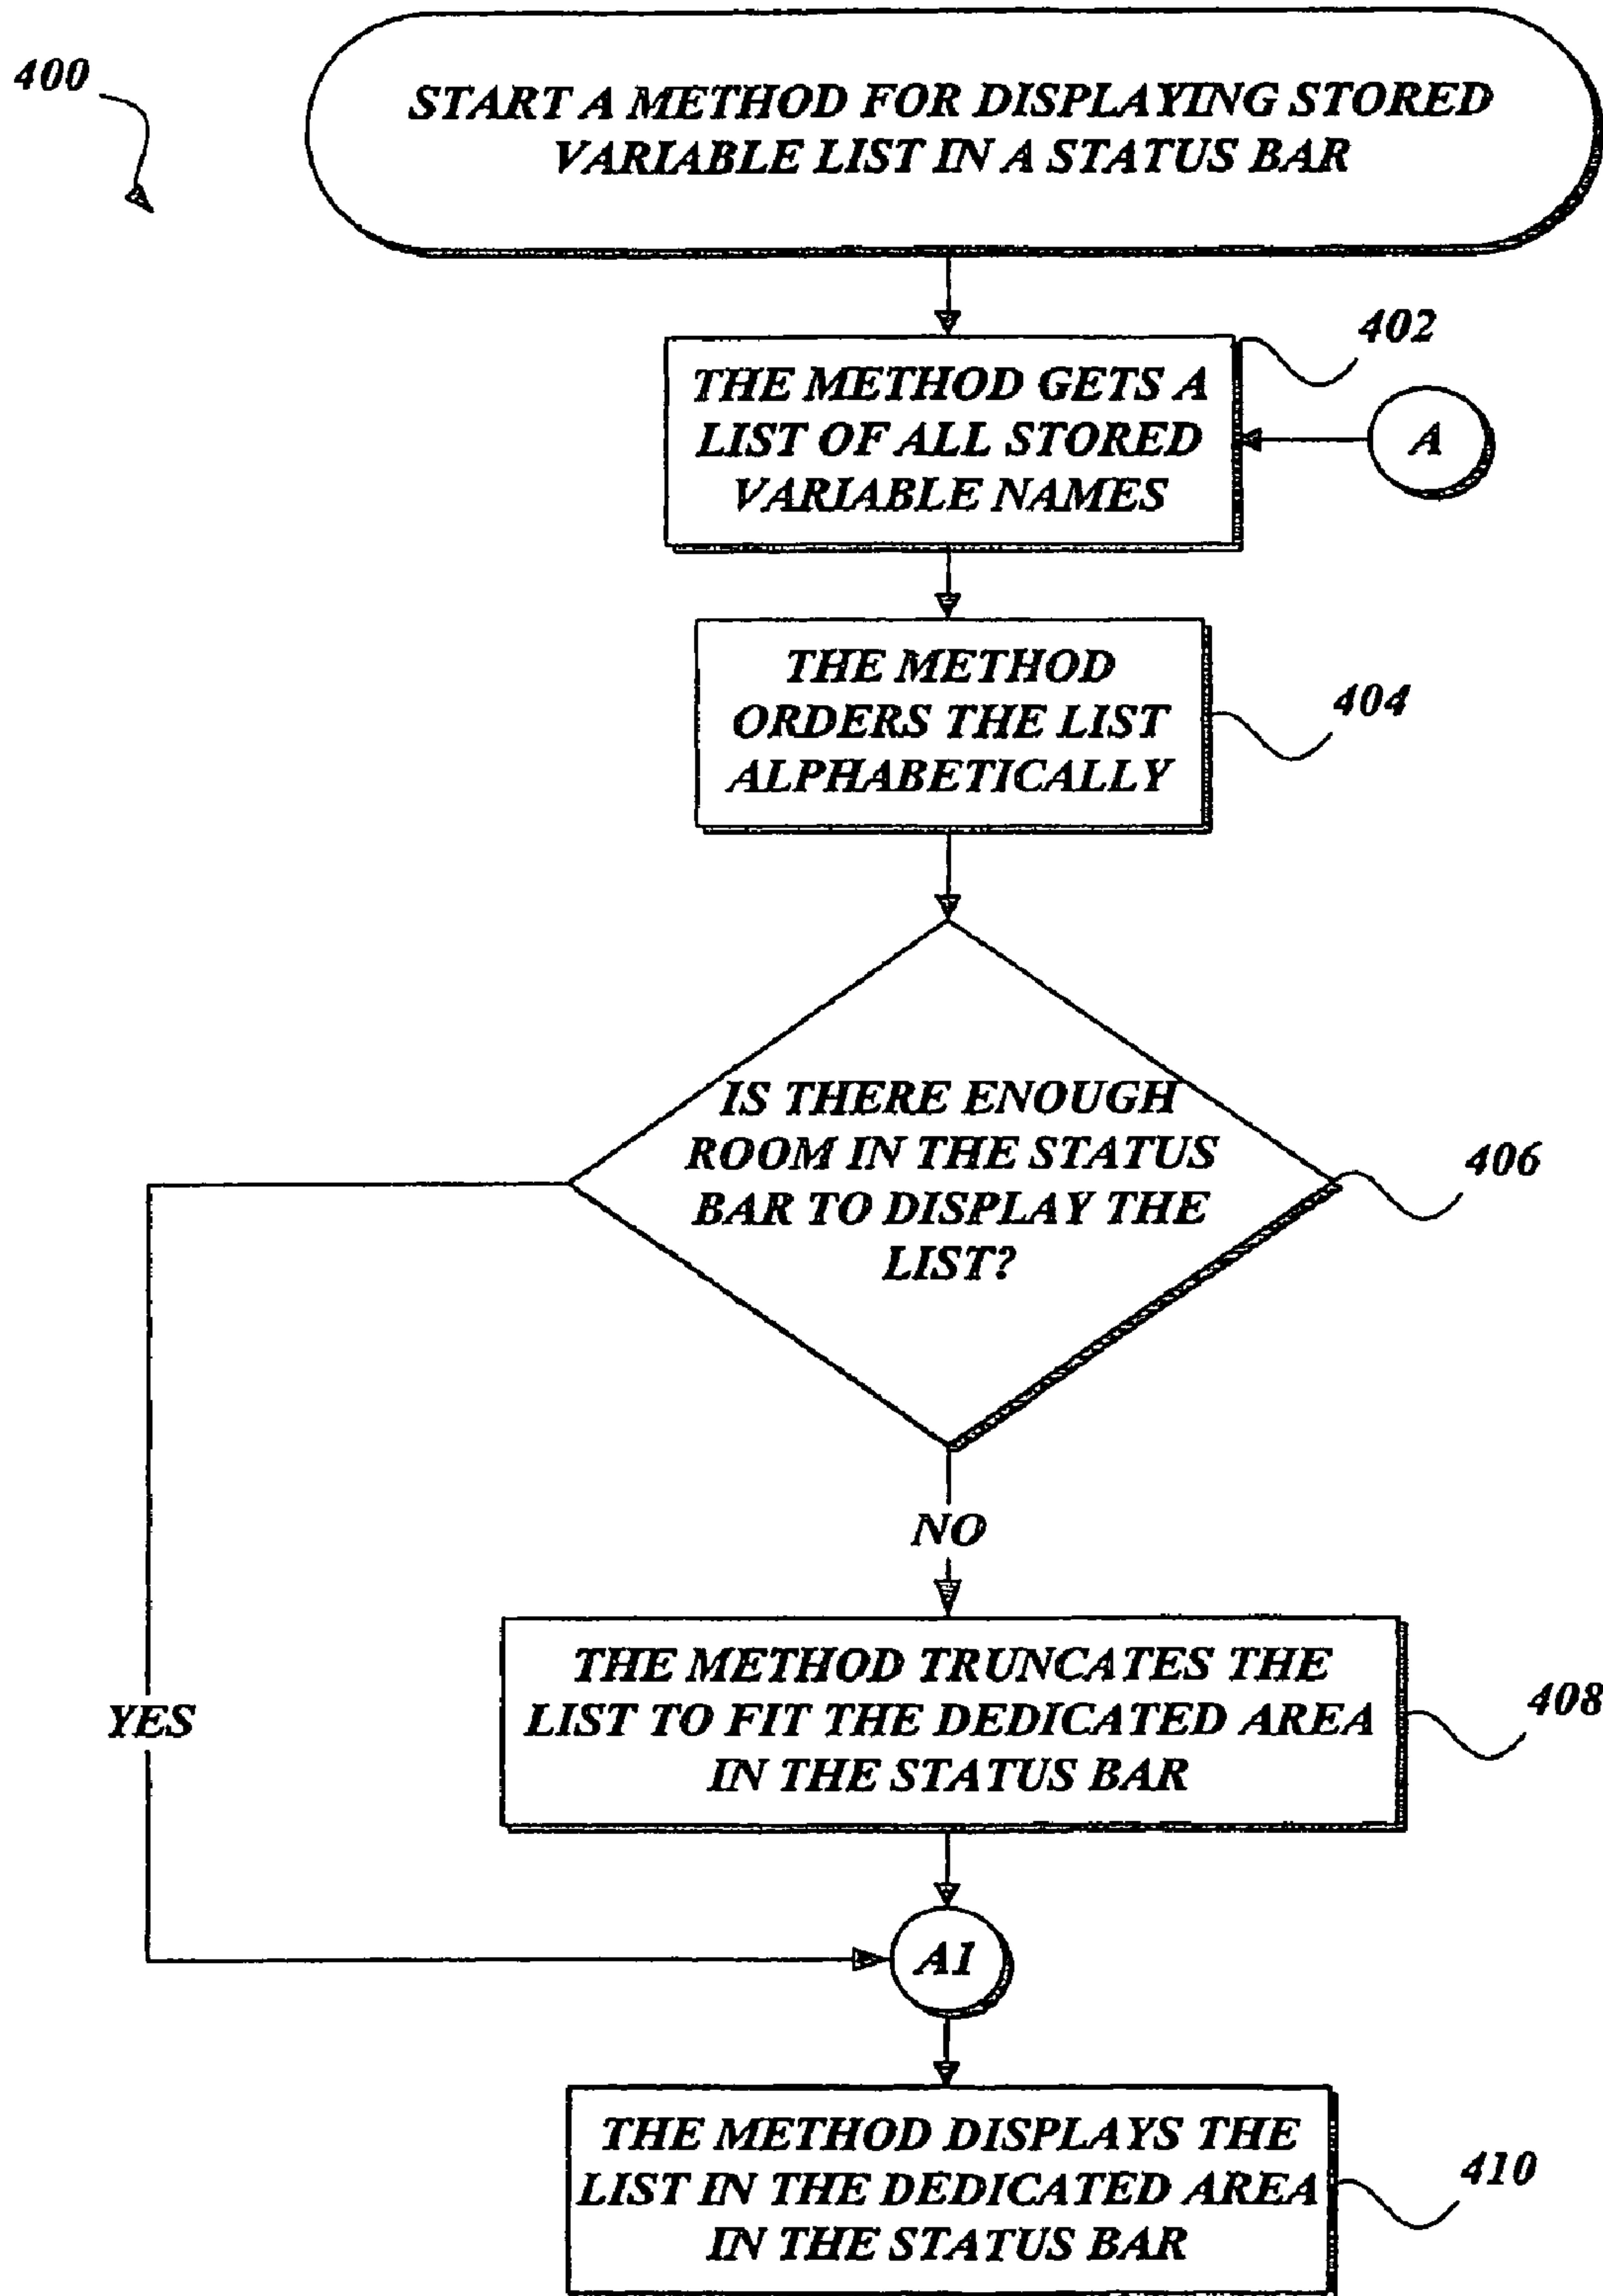 400
START A METHOD FOR DISPLAYING STORED
VARIABLE LIST IN A STATUS BAR
402
THE METHOD GETS A
LIST OF ALL STORED
VARIABLE NAMES
A
THE METHOD
ORDERS THE LIST
ALPHABETICALLY
404
IS THERE ENOUGH
ROOM IN THE STATUS
BAR TO DISPLAY THE
LIST?
406
NO
YES
THE METHOD TRUNCATES THE
LIST TO FIT THE DEDICATED AREA
IN THE STATUS BAR
408
A1
THE METHOD DISPLAYS THE
LIST IN THE DEDICATED AREA
IN THE STATUS BAR
410